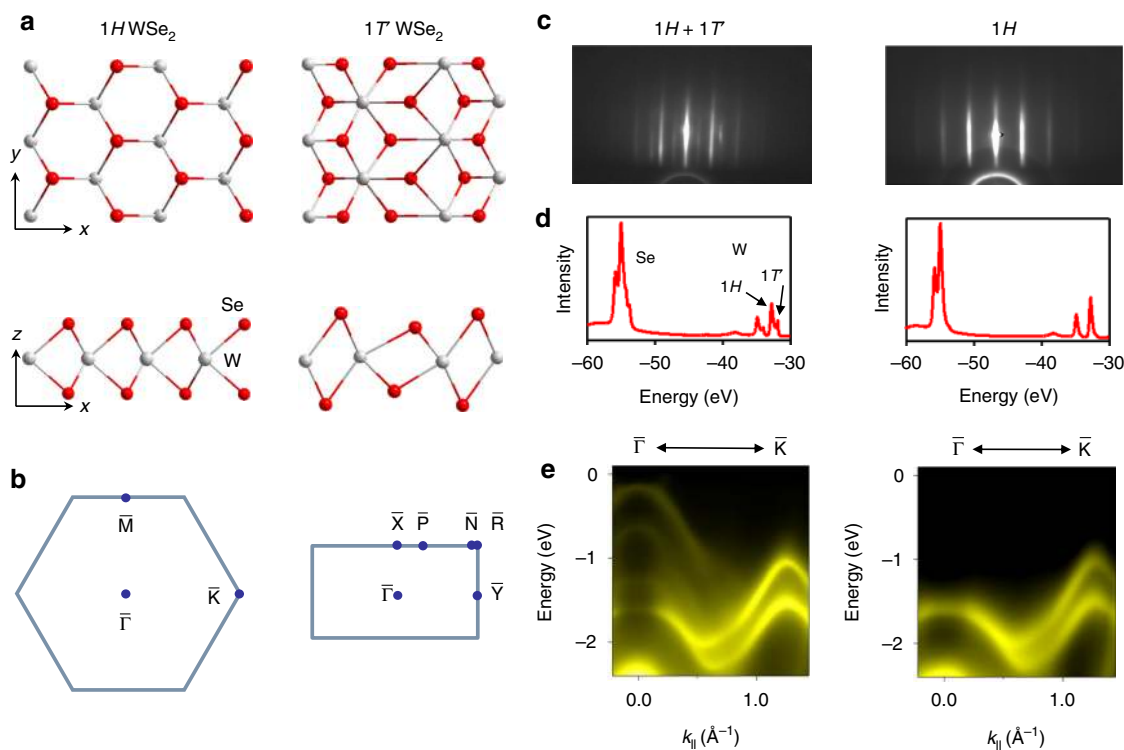 a
1H WSe₂
1T′ WSe₂
y
x
Se
W
z
x
b
M̅
K̅
Γ̅
X̅ P̅ N̅ R̅
Γ̅
Y̅
c
1H + 1T′
1H
d
Intensity
Se
W
1H
1T′
−60 −50 −40 −30
Energy (eV)
Intensity
−60 −50 −40 −30
Energy (eV)
e
Γ̅ K̅
Energy (eV)
0
−1
−2
0.0 1.0
k|| (Å⁻¹)
Γ̅ K̅
Energy (eV)
0
−1
−2
0.0 1.0
k|| (Å⁻¹)